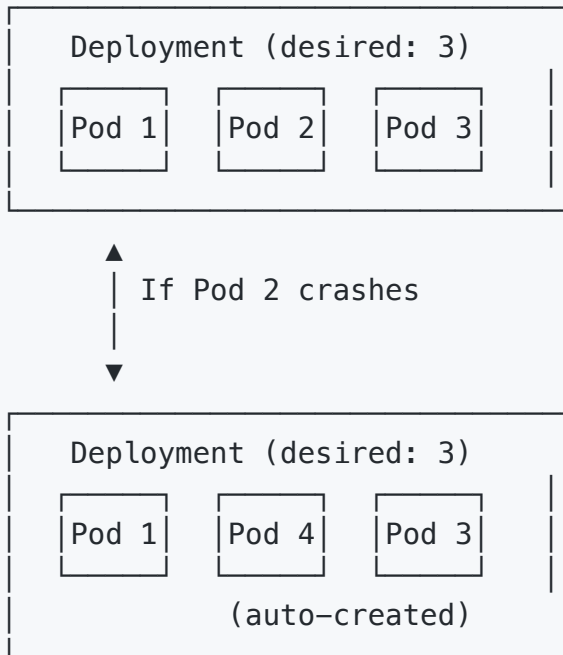 Deployment (desired: 3)
Pod 1 Pod 2 Pod 3
If Pod 2 crashes
Deployment (desired: 3)
Pod 1 Pod 4 Pod 3
(auto-created)